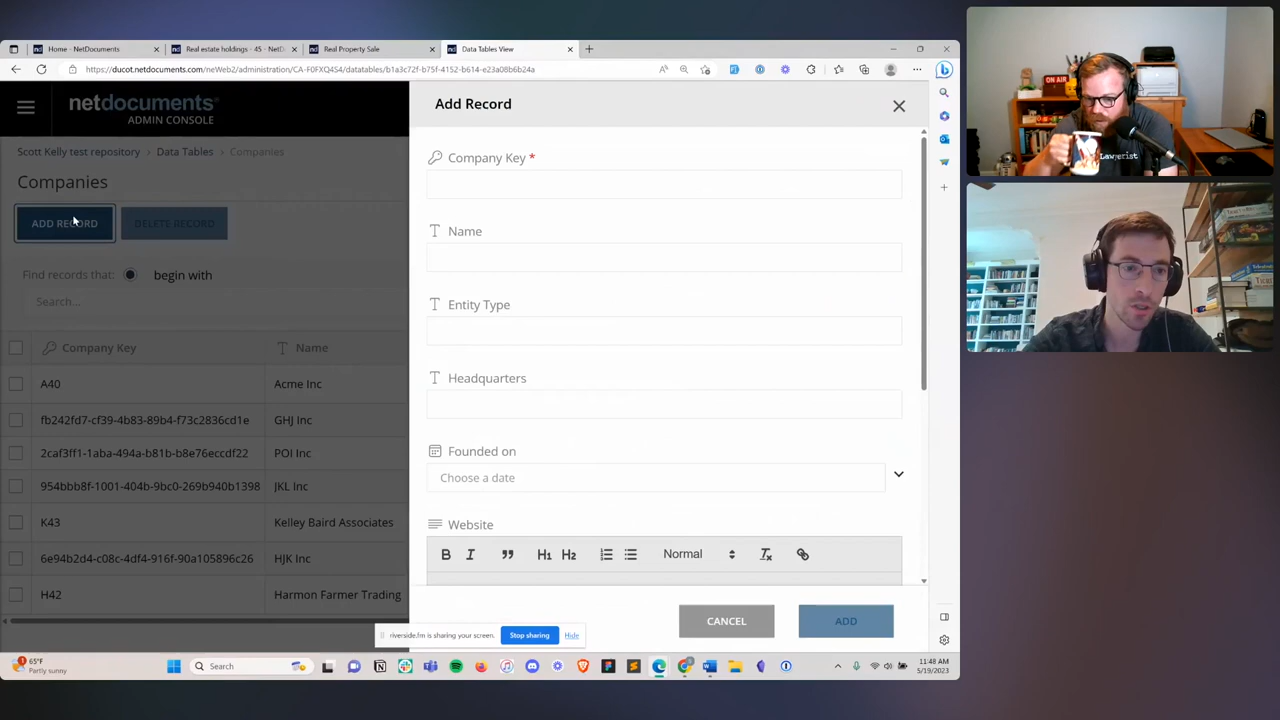 Home - NetDocuments
Real estate holdings - 45 - NetD
Real Property Sale
Data Tables View
https://ducot.netdocuments.com/neWeb2/administration/CA-F0FXQ4S4/datatables/b1a3c72f-b75f-4152-b614-e23a08b6b24a
netdocuments
ADMIN CONSOLE
Scott Kelly test repository
Data Tables
Companies
Companies
ADD RECORD
DELETE RECORD
Find records that:
begin with
Search...
Company Key
Name
A40
Acme Inc
fb242fd7-cf39-4b83-89b4-f73c2836cd1e
GHJ Inc
2caf3ff1-1aba-494a-b81b-b8e76eccdf22
POI Inc
954bbb8f-1001-404b-9bc0-269b940b1398
JKL Inc
K43
Kelley Baird Associates
6e94b2d4-c08c-4df4-916f-90a105896c26
HJK Inc
H42
Harmon Farmer Trading
Add Record
Company Key *
Name
Entity Type
Headquarters
Founded on
Choose a date
Website
B I H1 H2 Normal
CANCEL
ADD
riverside.fm is sharing your screen.
Stop sharing
Hide
65°F
Partly sunny
Search
11:48 AM
5/19/2023
ON AIR
Lawyerist